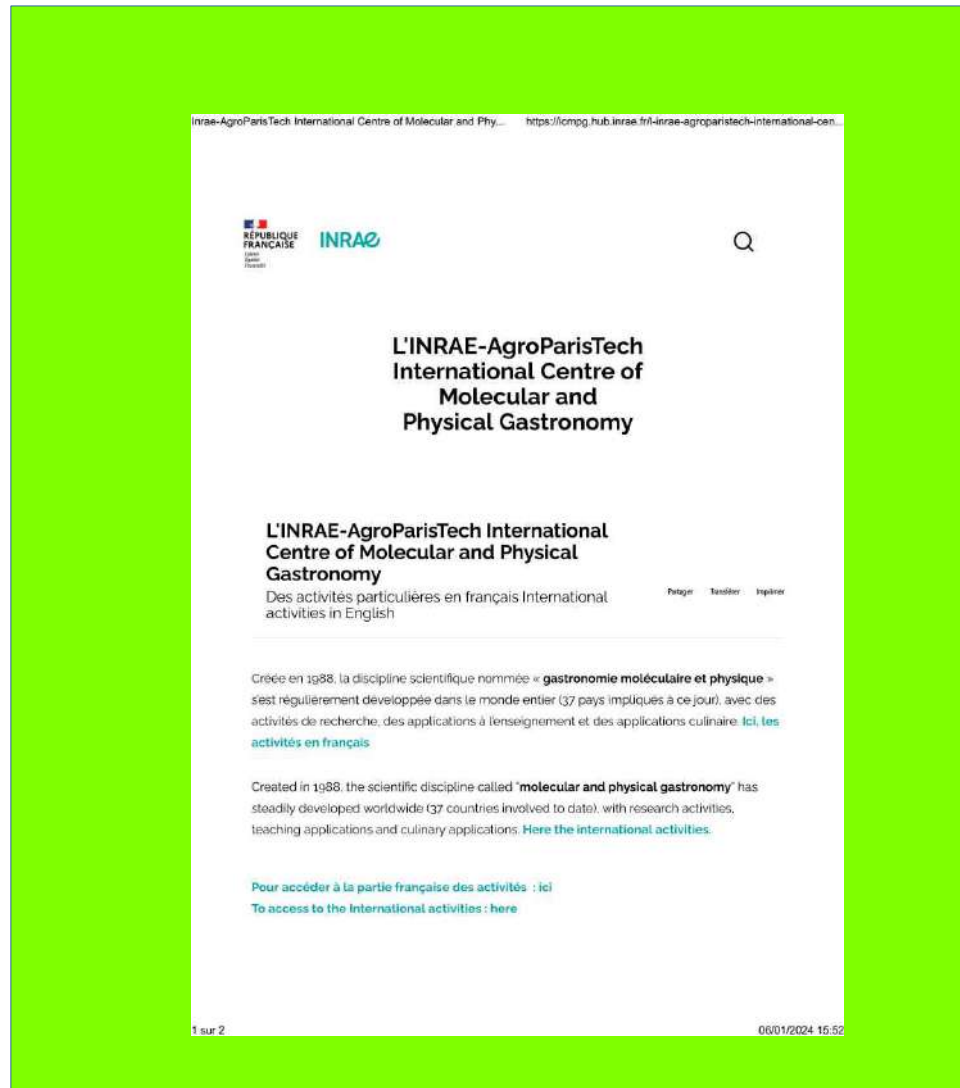 Inrae-AgroParisTech International Centre of Molecular and Phy... https://icmpg.hub.inrae.fr/l-inrae-agroparistech-international-cen...
RÉPUBLIQUE
FRANÇAISE
Liberté
Égalité
Fraternité
INRAE
L'INRAE-AgroParisTech
International Centre of
Molecular and
Physical Gastronomy
L'INRAE-AgroParisTech International
Centre of Molecular and Physical
Gastronomy
Des activités particulières en français International
activities in English
Partager Transférer Imprimer
Créée en 1988, la discipline scientifique nommée « gastronomie moléculaire et physique »
s'est régulièrement développée dans le monde entier (37 pays impliqués à ce jour), avec des
activités de recherche, des applications à l'enseignement et des applications culinaire. Ici, les
activités en français
Created in 1988, the scientific discipline called "molecular and physical gastronomy" has
steadily developed worldwide (37 countries involved to date), with research activities,
teaching applications and culinary applications. Here the international activities.
Pour accéder à la partie française des activités : ici
To access to the International activities : here
1 sur 2 06/01/2024 15:52